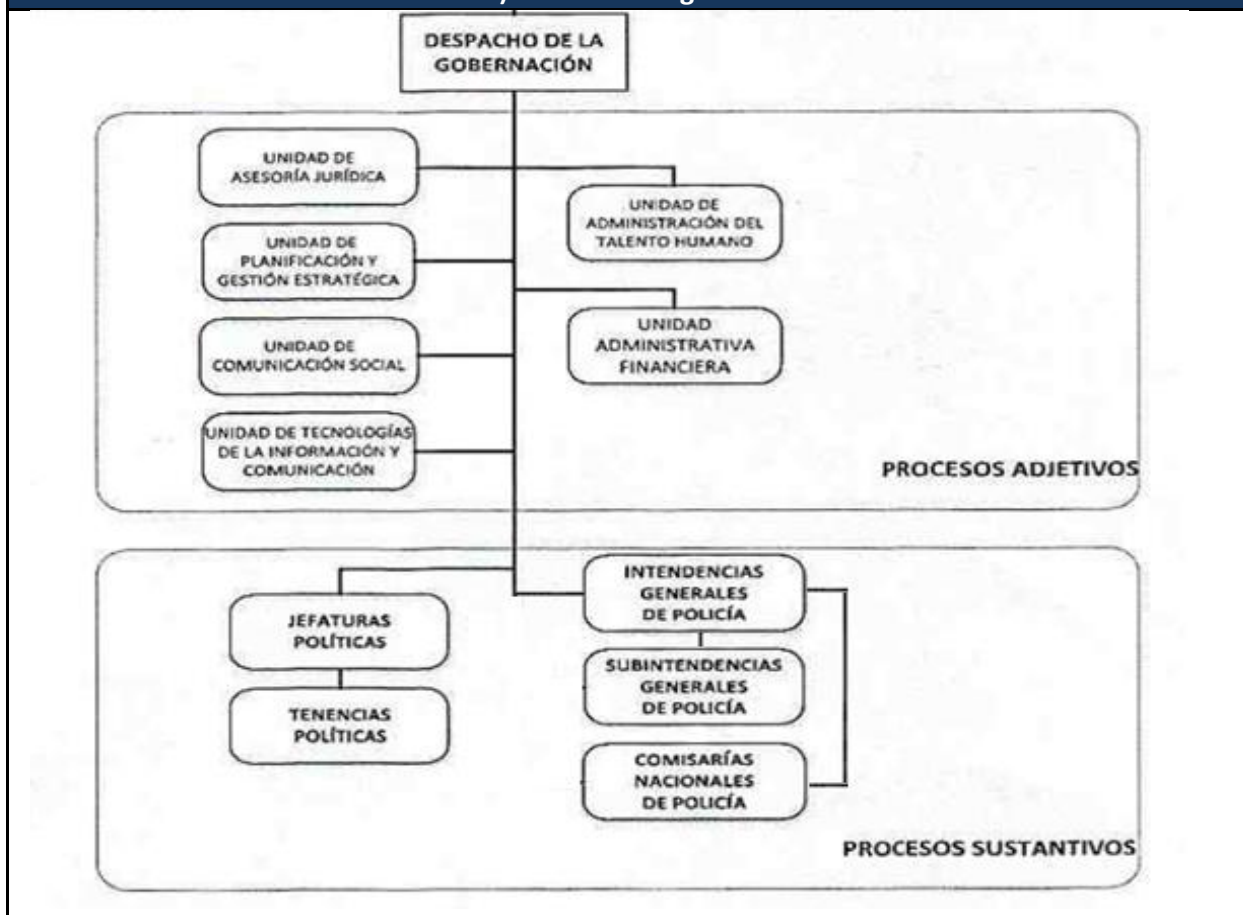 DESPACHO DE LA
GOBERNACIÓN
UNIDAD DE
ASESORÍA JURÍDICA
UNIDAD DE
ADMINISTRACIÓN DEL
TALENTO HUMANO
UNIDAD DE
PLANIFICACIÓN Y
GESTIÓN ESTRATÉGICA
UNIDAD
ADMINISTRATIVA
FINANCIERA
UNIDAD DE
COMUNICACIÓN SOCIAL
UNIDAD DE TECNOLOGÍAS
DE LA INFORMACIÓN Y
COMUNICACIÓN
PROCESOS ADJETIVOS
JEFATURAS
POLÍTICAS
TENENCIAS
POLÍTICAS
INTENDENCIAS
GENERALES
DE POLICÍA
SUBINTENDENCIAS
GENERALES
DE POLICÍA
COMISARÍAS
NACIONALES
DE POLICÍA
PROCESOS SUSTANTIVOS